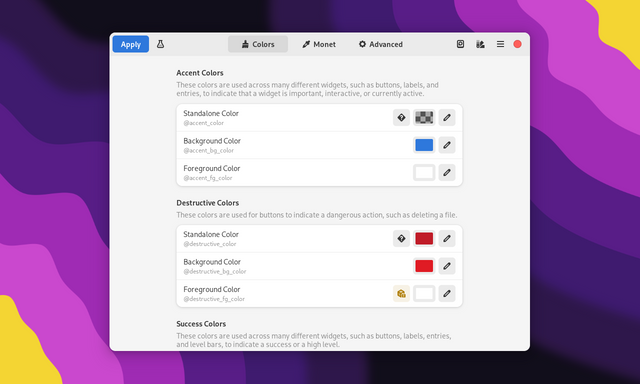 Apply
Colors
Monet
Advanced
Accent Colors
These colors are used across many different widgets, such as buttons, labels, and
entries, to indicate that a widget is important, interactive, or currently active.
Standalone Color
@accent_color
Background Color
@accent_bg_color
Foreground Color
@accent_fg_color
Destructive Colors
These colors are used for buttons to indicate a dangerous action, such as deleting a file.
Standalone Color
@destructive_color
Background Color
@destructive_bg_color
Foreground Color
@destructive_fg_color
Success Colors
These colors are used across many different widgets, such as buttons, labels, entries,
and level bars, to indicate a success or a high level.